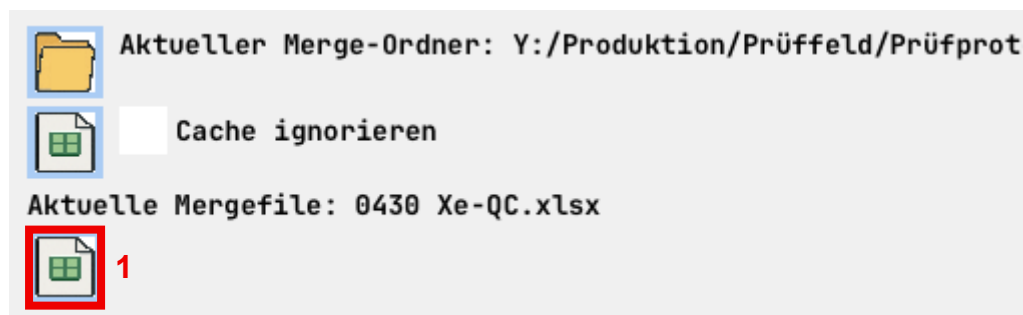 Aktueller Merge-Ordner: Y:/Produktion/Prüffeld/Prüfprot
Cache ignorieren
Aktuelle Mergefile: 0430 Xe-QC.xlsx
1